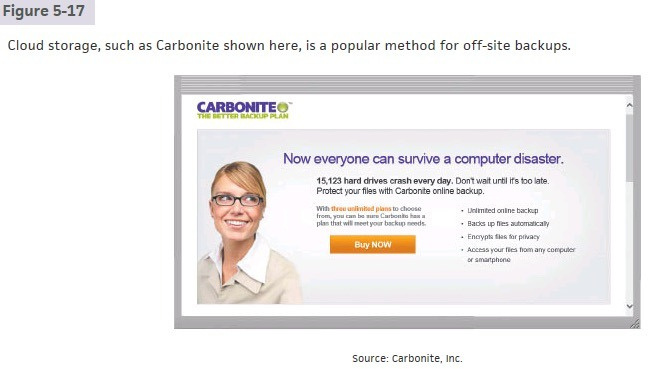 Figure 5-17
Cloud storage, such as Carbonite shown here, is a popular method for off-site backups.
CARBONITE
THE BETTER BACKUP PLAN
Now everyone can survive a computer disaster.
15,123 hard drives crash every day. Don't wait until it's too late.
Protect your files with Carbonite online backup.
With three unlimited plans to choose
from, you can be sure Carbonite has a
plan that will meet your backup needs.
Buy NOW
• Unlimited online backup
• Backs up files automatically
• Encrypts files for privacy
• Access your files from any computer
or smartphone
Source: Carbonite, Inc.